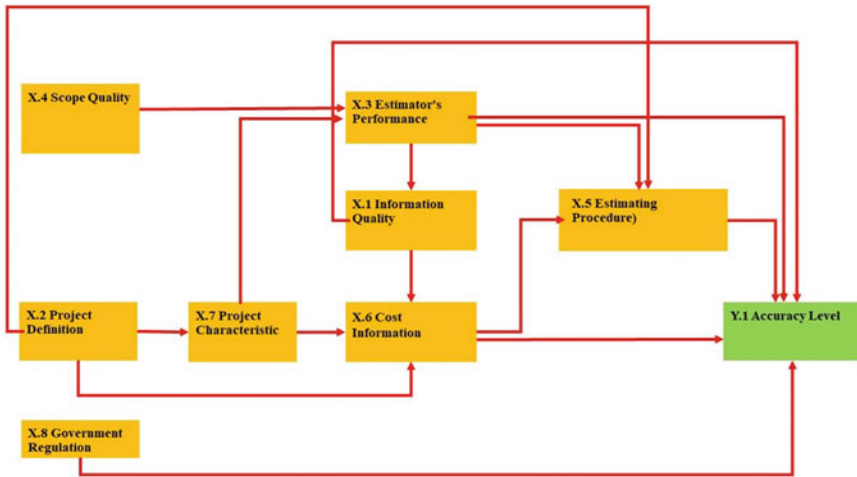 X.4 Scope Quality
X.3 Estimator's
Performance
X.1 Information
Quality
X.5 Estimating
Procedure)
X.2 Project
Definition
X.7 Project
Characteristic
X.6 Cost
Information
Y.1 Accuracy Level
X.8 Government
Regulation